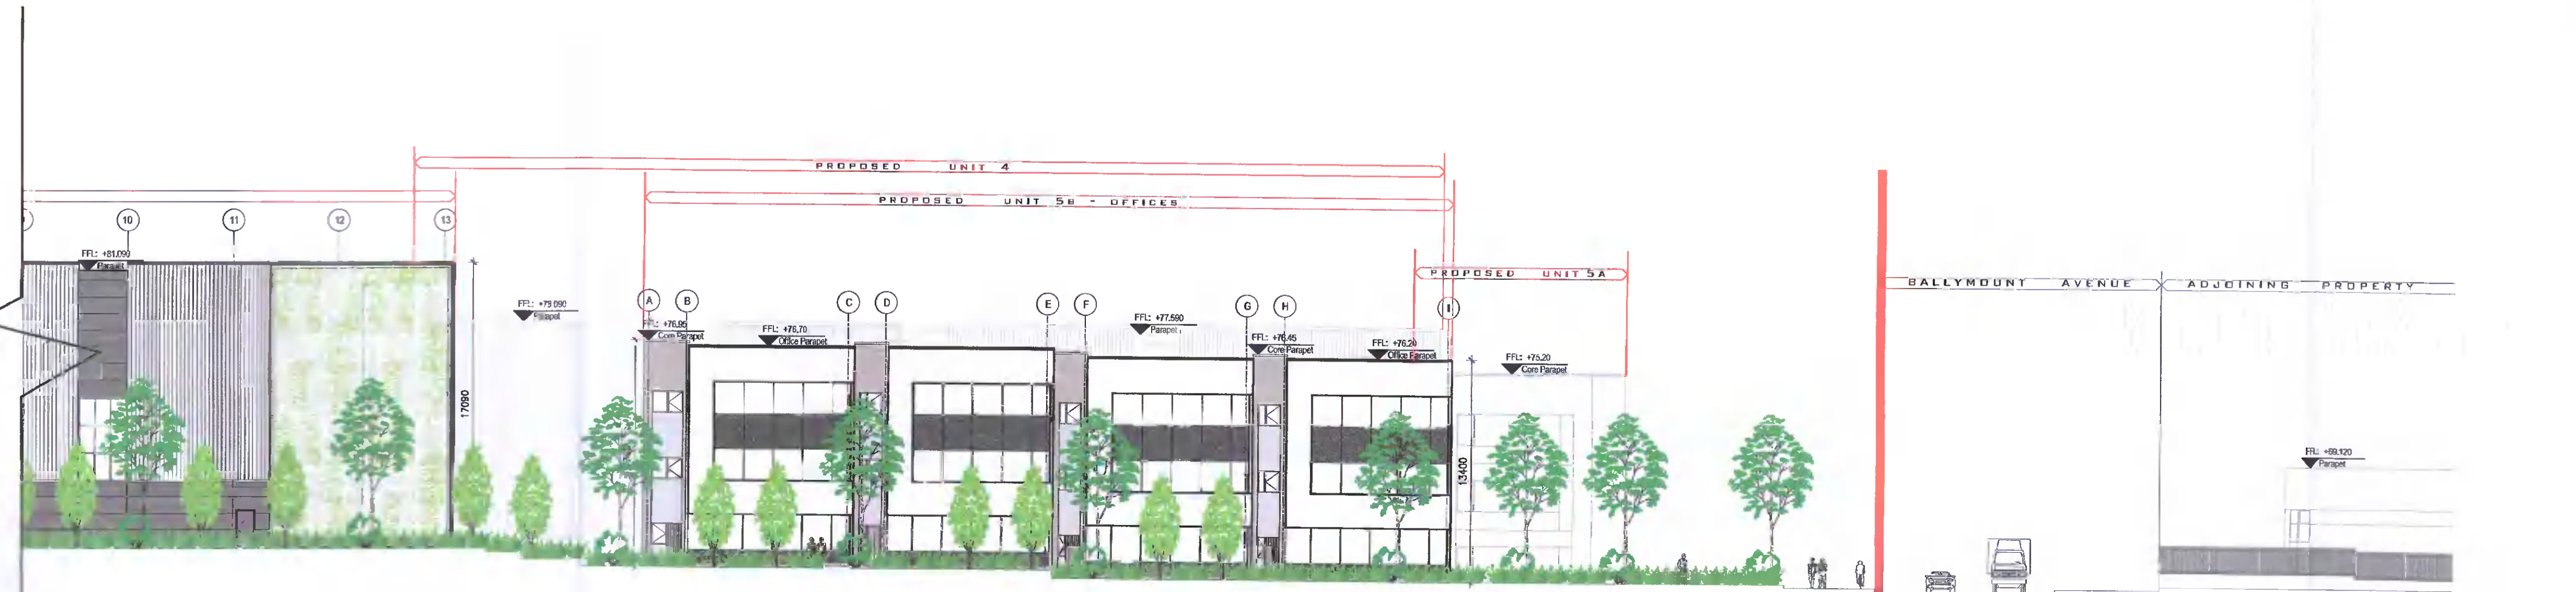 PROPOSED UNIT 4
PROPOSED UNIT 5B - OFFICES
10 11 12 13
FFL: +81.090
Parapet
FFL: +79.090
Parapet
PROPOSED UNIT 5A
BALLYMOUNT AVENUE
ADJOINING PROPERTY
A B C D E F G H I
FFL: +76.95
Core Parapet
FFL: +76.70
Office Parapet
FFL: +77.590
Parapet
FFL: +76.45
Core Parapet
FFL: +76.20
Office Parapet
FFL: +75.20
Core Parapet
17090
13400
FFL: +69.120
Parapet